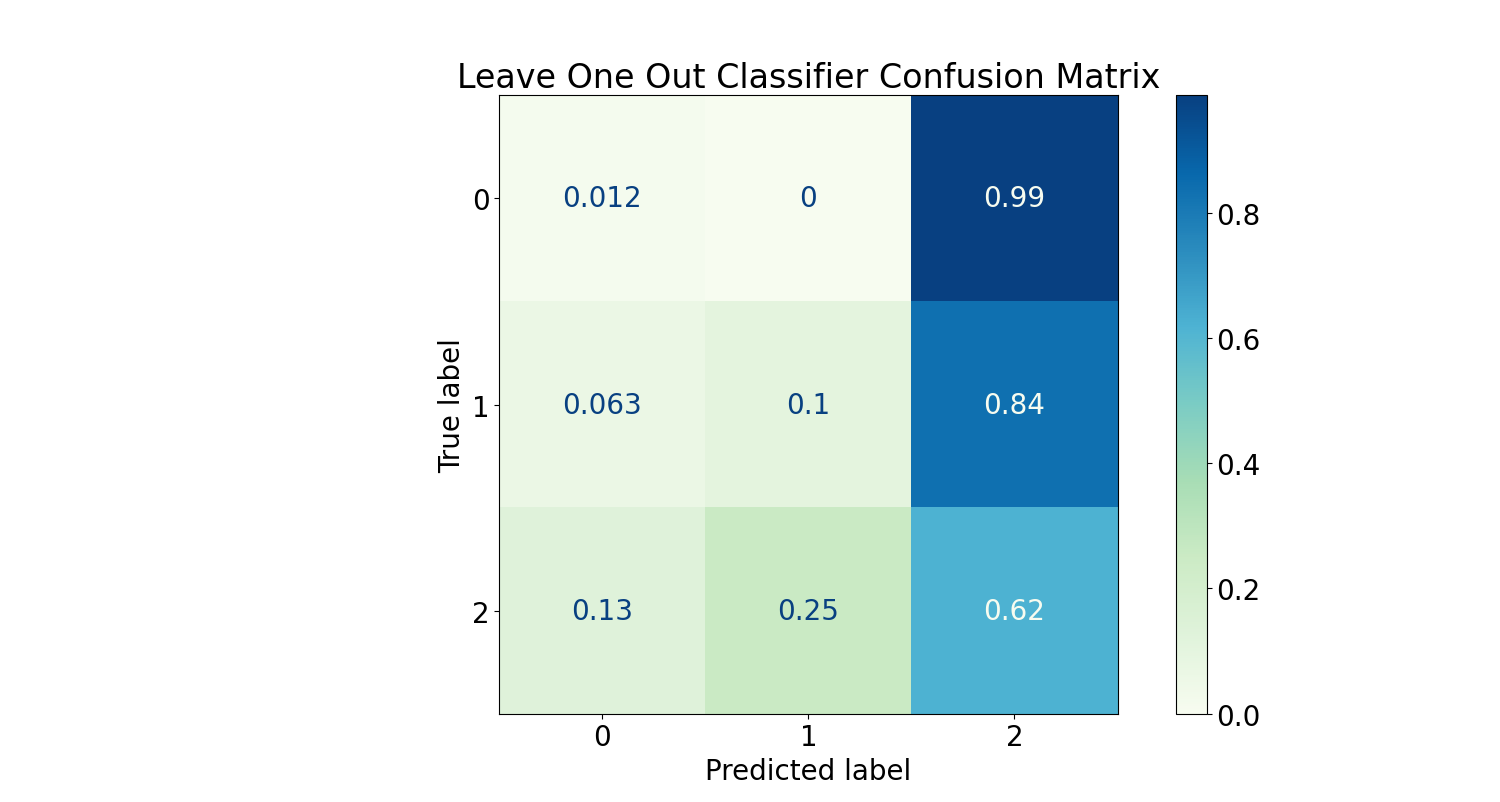 Leave One Out Classifier Confusion Matrix
0 0.012 0 0.99
1 0.063 0.1 0.84
2 0.13 0.25 0.62
0 1 2
Predicted label
True label
0.8
0.6
0.4
0.2
0.0